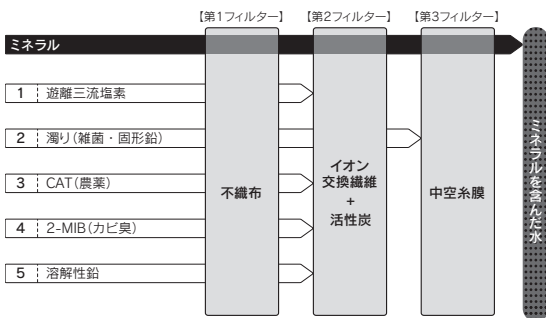 【第1フィルター】 【第2フィルター】 【第3フィルター】
ミネラル
1 遊離三流塩素
2 濁り(雑菌・固形鉛)
3 CAT(農薬)
4 2-MIB(カビ臭)
5 溶解性鉛
不織布
イオン
交換繊維
+
活性炭
中空糸膜
ミネラルを含んだ水